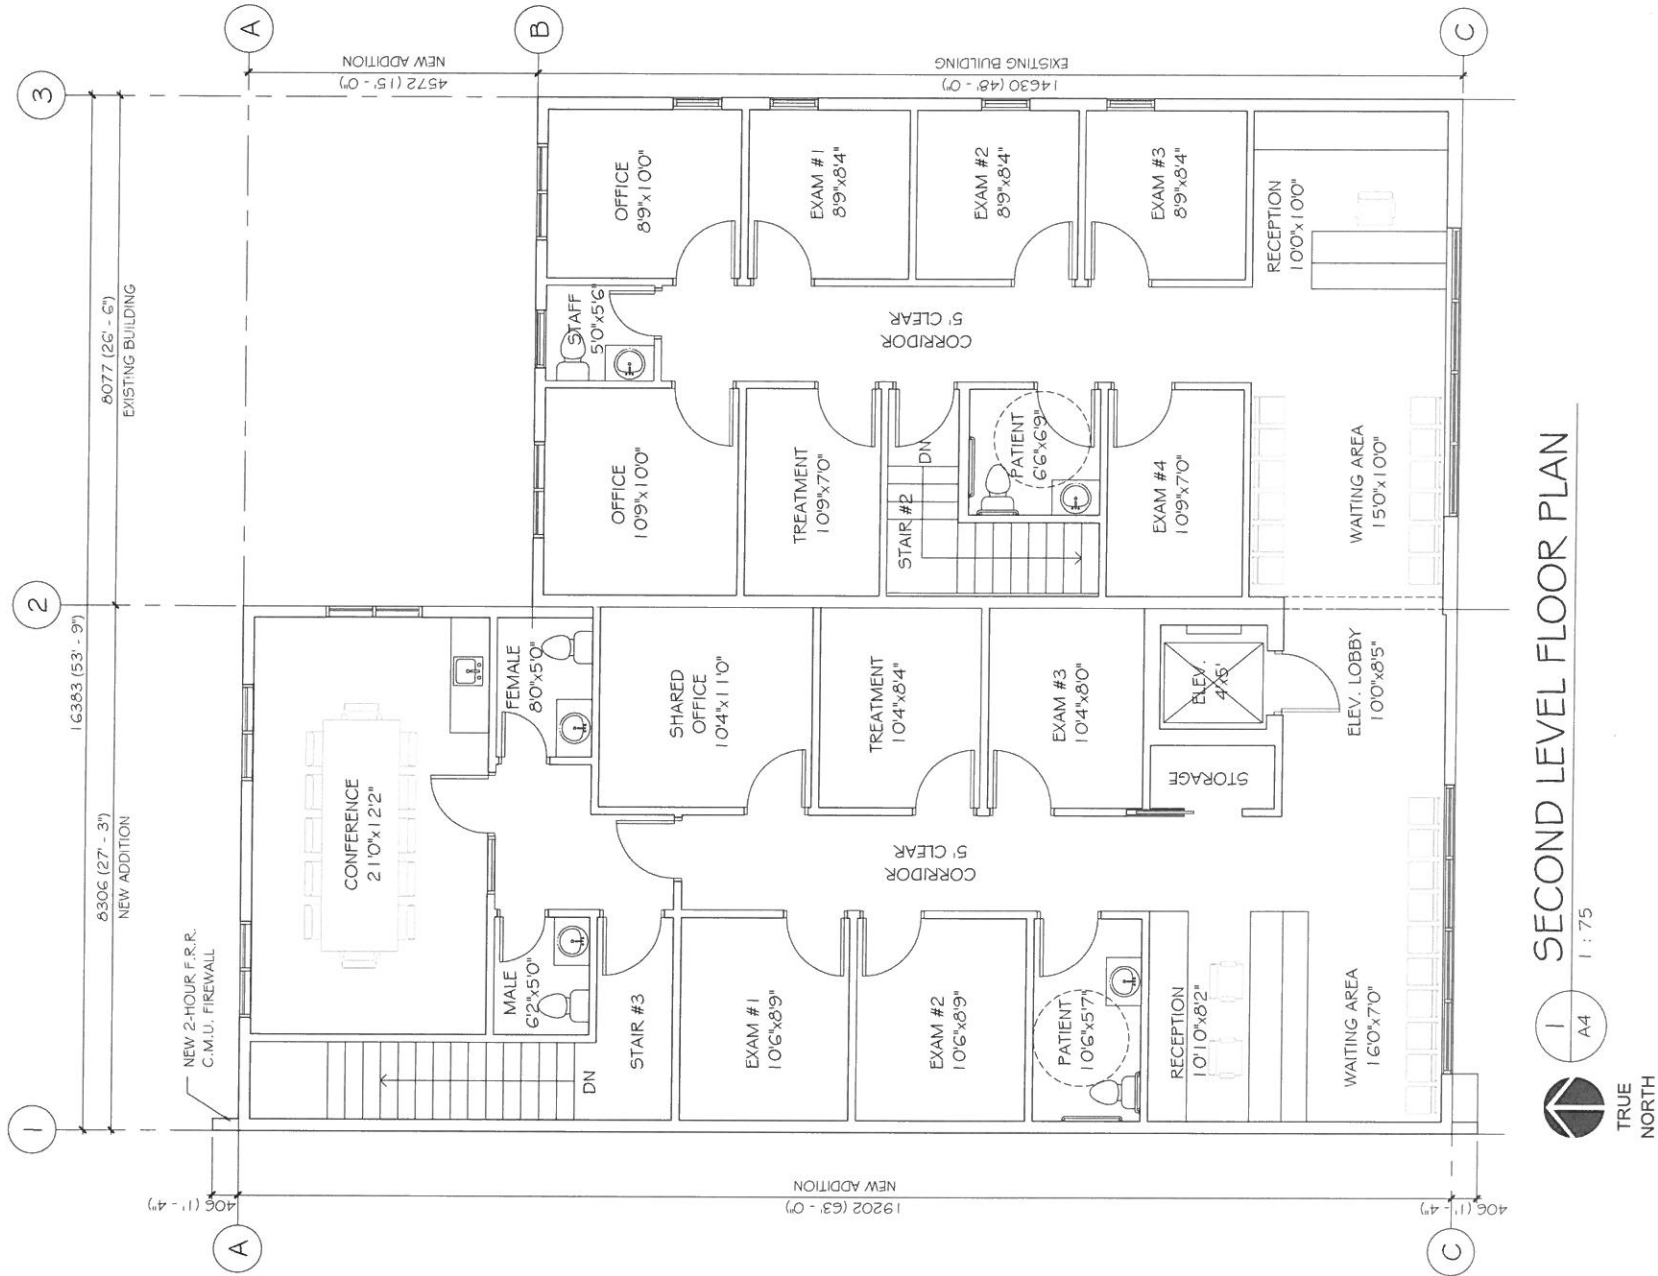 3
2
1
16383 (53' - 9")
8306 (27' - 3")
NEW ADDITION
8077 (26' - 6")
EXISTING BUILDING
NEW 2-HOUR F.R.R.
C.M.U. FIREWALL
A
B
C
4572 (15'- 0")
NEW ADDITION
14630 (48' - 0")
EXISTING BUILDING
A
C
406 (1' - 4")
19202 (63' - 0")
NEW ADDITION
406 (1' - 4")
CONFERENCE
21'0"x12'2"
MALE
6'2"x5'0"
FEMALE
8'0"x5'0"
STAIR #3
DN
SHARED
OFFICE
10'4"x11'0"
EXAM #1
10'6"x8'9"
TREATMENT
10'4"x8'4"
EXAM #2
10'6"x8'9"
EXAM #3
10'4"x8'0"
CORRIDOR
5' CLEAR
PATIENT
10'6"x5'7"
STORAGE
ELEV.
4'x5'
RECEPTION
10'10"x8'2"
ELEV. LOBBY
10'0"x8'5"
WAITING AREA
16'0"x7'0"
OFFICE
10'9"x10'0"
STAFF
5'0"x5'6"
OFFICE
8'9"x10'0"
TREATMENT
10'9"x7'0"
EXAM #1
8'9"x8'4"
STAIR #2
DN
CORRIDOR
5' CLEAR
PATIENT
6'6"x6'9"
EXAM #2
8'9"x8'4"
EXAM #4
10'9"x7'0"
EXAM #3
8'9"x8'4"
RECEPTION
10'0"x10'0"
WAITING AREA
15'0"x10'0"
TRUE
NORTH
1
A4
SECOND LEVEL FLOOR PLAN
1 : 75